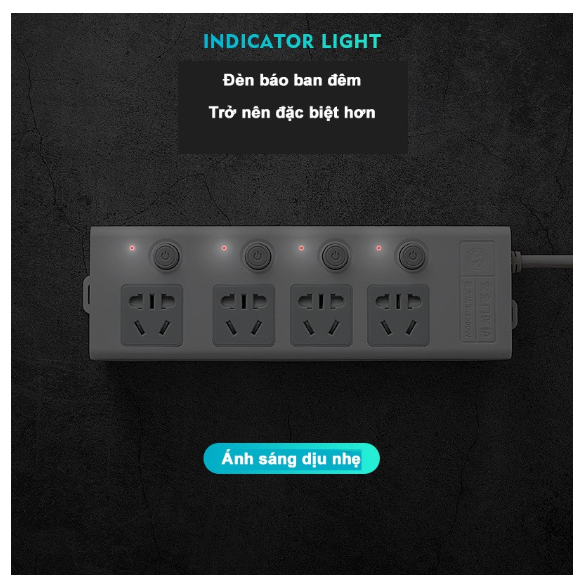 INDICATOR LIGHT
Đèn báo ban đêm
Trở nên đặc biệt hơn
Ánh sáng dịu nhẹ